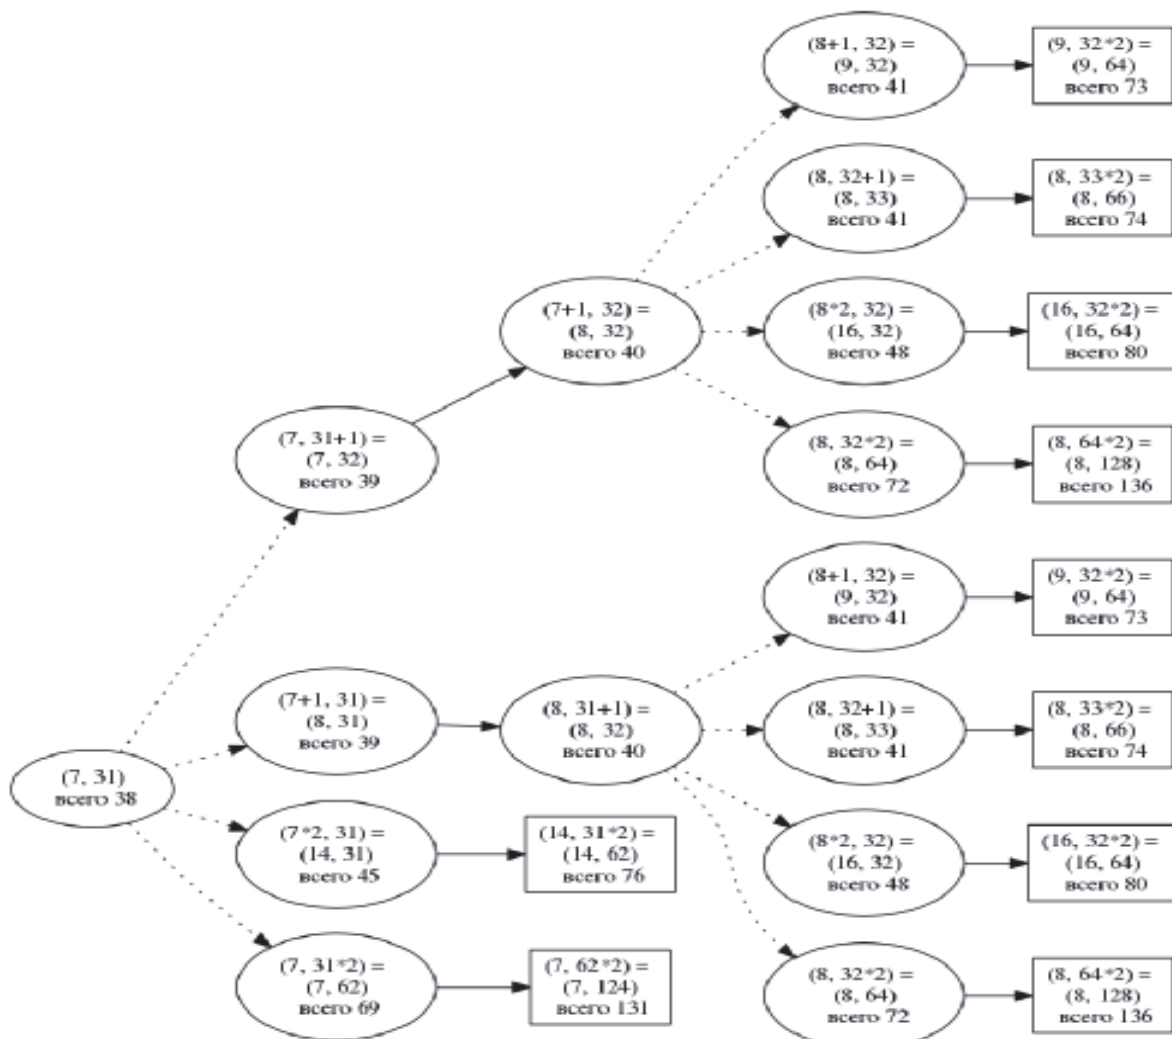 (8+1, 32) =
(9, 32)
всего 41
(9, 32*2) =
(9, 64)
всего 73
(8, 32+1) =
(8, 33)
всего 41
(8, 33*2) =
(8, 66)
всего 74
(7+1, 32) =
(8, 32)
всего 40
(8*2, 32) =
(16, 32)
всего 48
(16, 32*2) =
(16, 64)
всего 80
(7, 31+1) =
(7, 32)
всего 39
(8, 32*2) =
(8, 64)
всего 72
(8, 64*2) =
(8, 128)
всего 136
(8+1, 32) =
(9, 32)
всего 41
(9, 32*2) =
(9, 64)
всего 73
(7, 31)
всего 38
(7+1, 31) =
(8, 31)
всего 39
(8, 31+1) =
(8, 32)
всего 40
(8, 32+1) =
(8, 33)
всего 41
(8, 33*2) =
(8, 66)
всего 74
(7*2, 31) =
(14, 31)
всего 45
(14, 31*2) =
(14, 62)
всего 76
(8*2, 32) =
(16, 32)
всего 48
(16, 32*2) =
(16, 64)
всего 80
(7, 31*2) =
(7, 62)
всего 69
(7, 62*2) =
(7, 124)
всего 131
(8, 32*2) =
(8, 64)
всего 72
(8, 64*2) =
(8, 128)
всего 136